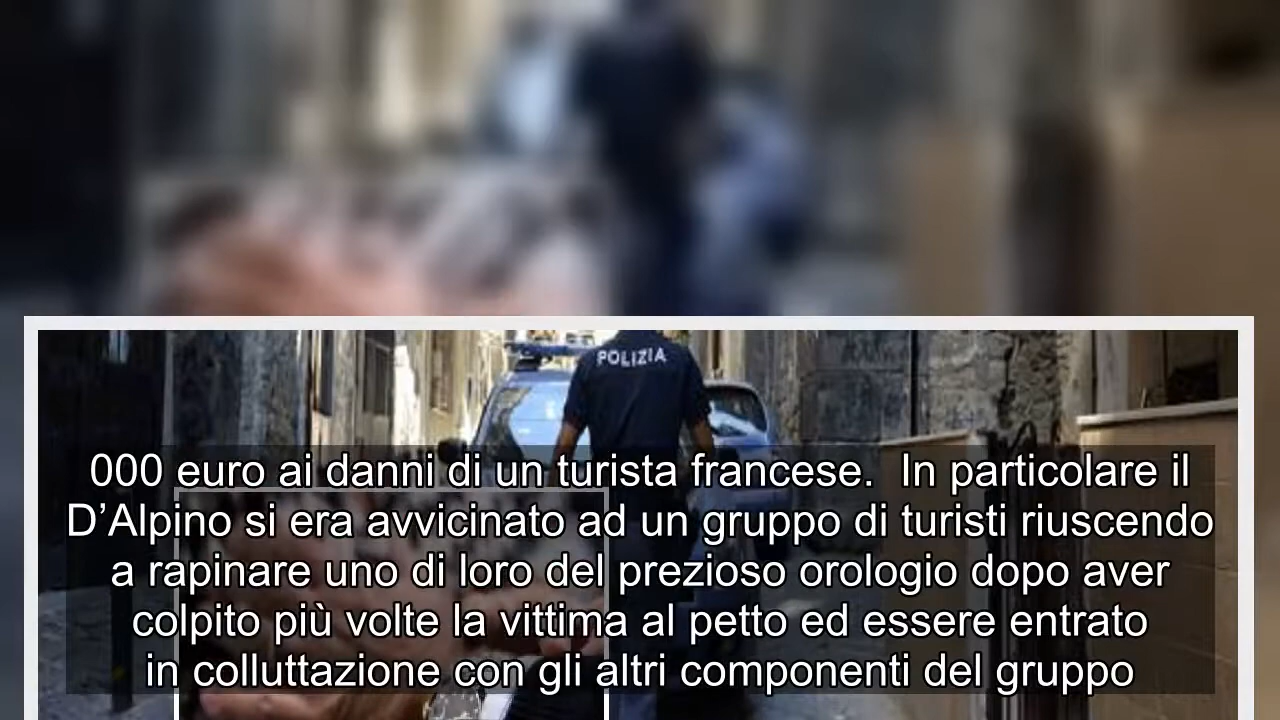 POLIZIA
000 euro ai danni di un turista francese.  In particolare il
D’Alpino si era avvicinato ad un gruppo di turisti riuscendo
a rapinare uno di loro del prezioso orologio dopo aver
colpito più volte la vittima al petto ed essere entrato
in colluttazione con gli altri componenti del gruppo